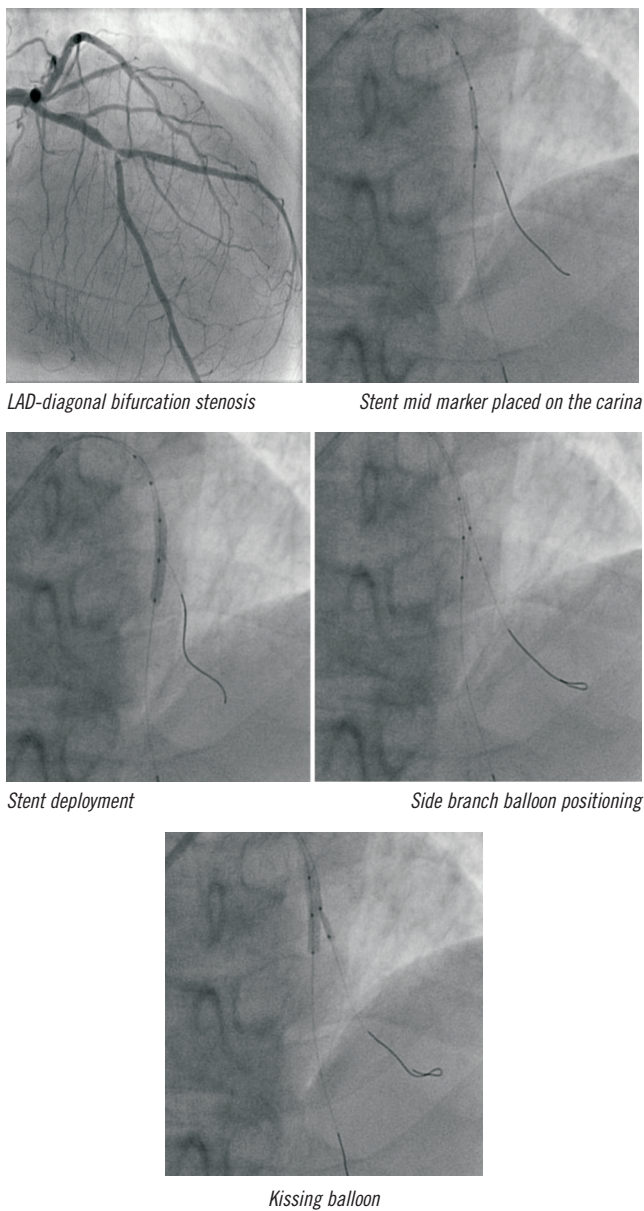 LAD-diagonal bifurcation stenosis
Stent mid marker placed on the carina
Stent deployment
Side branch balloon positioning
Kissing balloon